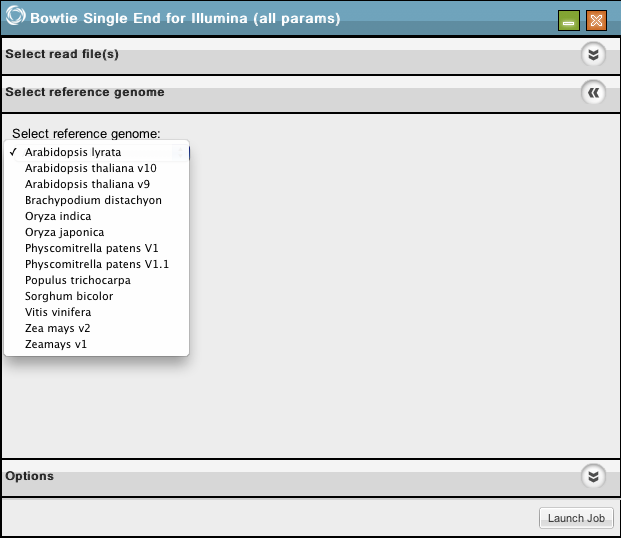 Bowtie Single End for Illumina (all params)
Select read file(s)
Select reference genome
Select reference genome:
✓ Arabidopsis lyrata
Arabidopsis thaliana v10
Arabidopsis thaliana v9
Brachypodium distachyon
Oryza indica
Oryza japonica
Physcomitrella patens V1
Physcomitrella patens V1.1
Populus trichocarpa
Sorghum bicolor
Vitis vinifera
Zea mays v2
Zeamays v1
Options
Launch Job